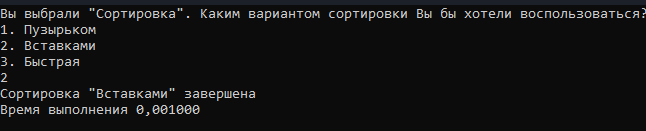 Вы выбрали "Сортировка". Каким вариантом сортировки Вы бы хотели воспользоваться?
1. Пузырьком
2. Вставками
3. Быстрая
2
Сортировка "Вставками" завершена
Время выполнения 0,001000